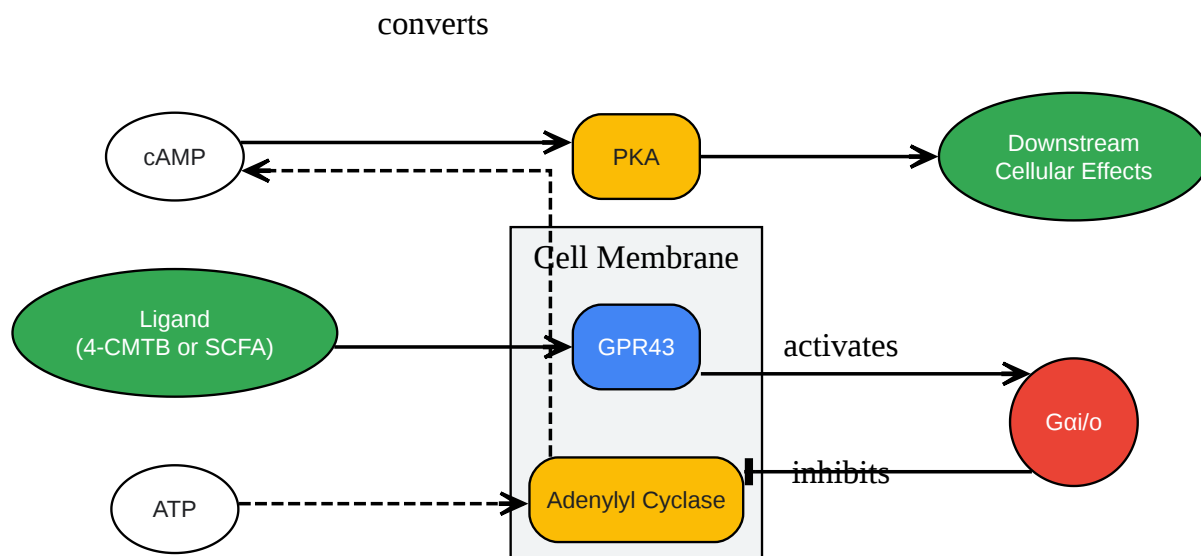 converts
cAMP
PKA
Downstream
Cellular Effects
Cell Membrane
Ligand
(4-CMTB or SCFA)
GPR43
activates
Gαi/o
inhibits
ATP
Adenylyl Cyclase